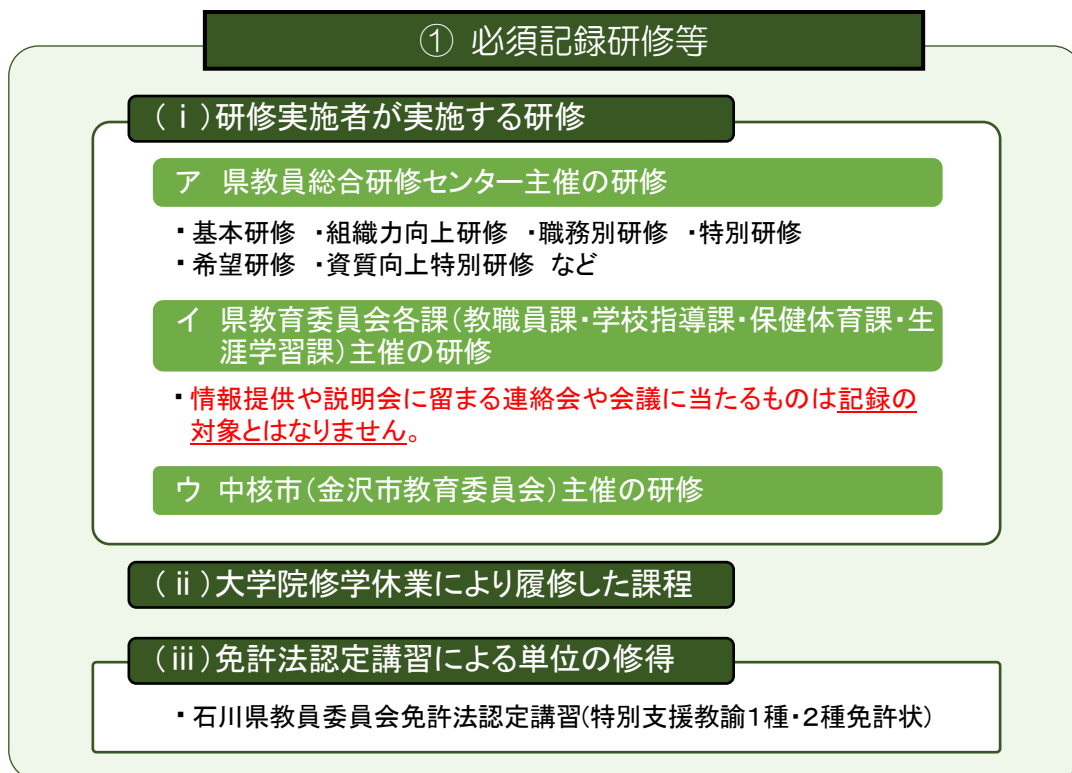 ① 必須記録研修等
(ⅰ)研修実施者が実施する研修
ア 県教員総合研修センター主催の研修
・基本研修 ・組織力向上研修 ・職務別研修 ・特別研修
・希望研修 ・資質向上特別研修 など
イ 県教育委員会各課(教職員課・学校指導課・保健体育課・生
涯学習課)主催の研修
・情報提供や説明会に留まる連絡会や会議に当たるものは記録の
対象とはなりません。
ウ 中核市(金沢市教育委員会)主催の研修
(ⅱ)大学院修学休業により履修した課程
(ⅲ)免許法認定講習による単位の修得
・石川県教員委員会免許法認定講習(特別支援教諭1種・2種免許状)